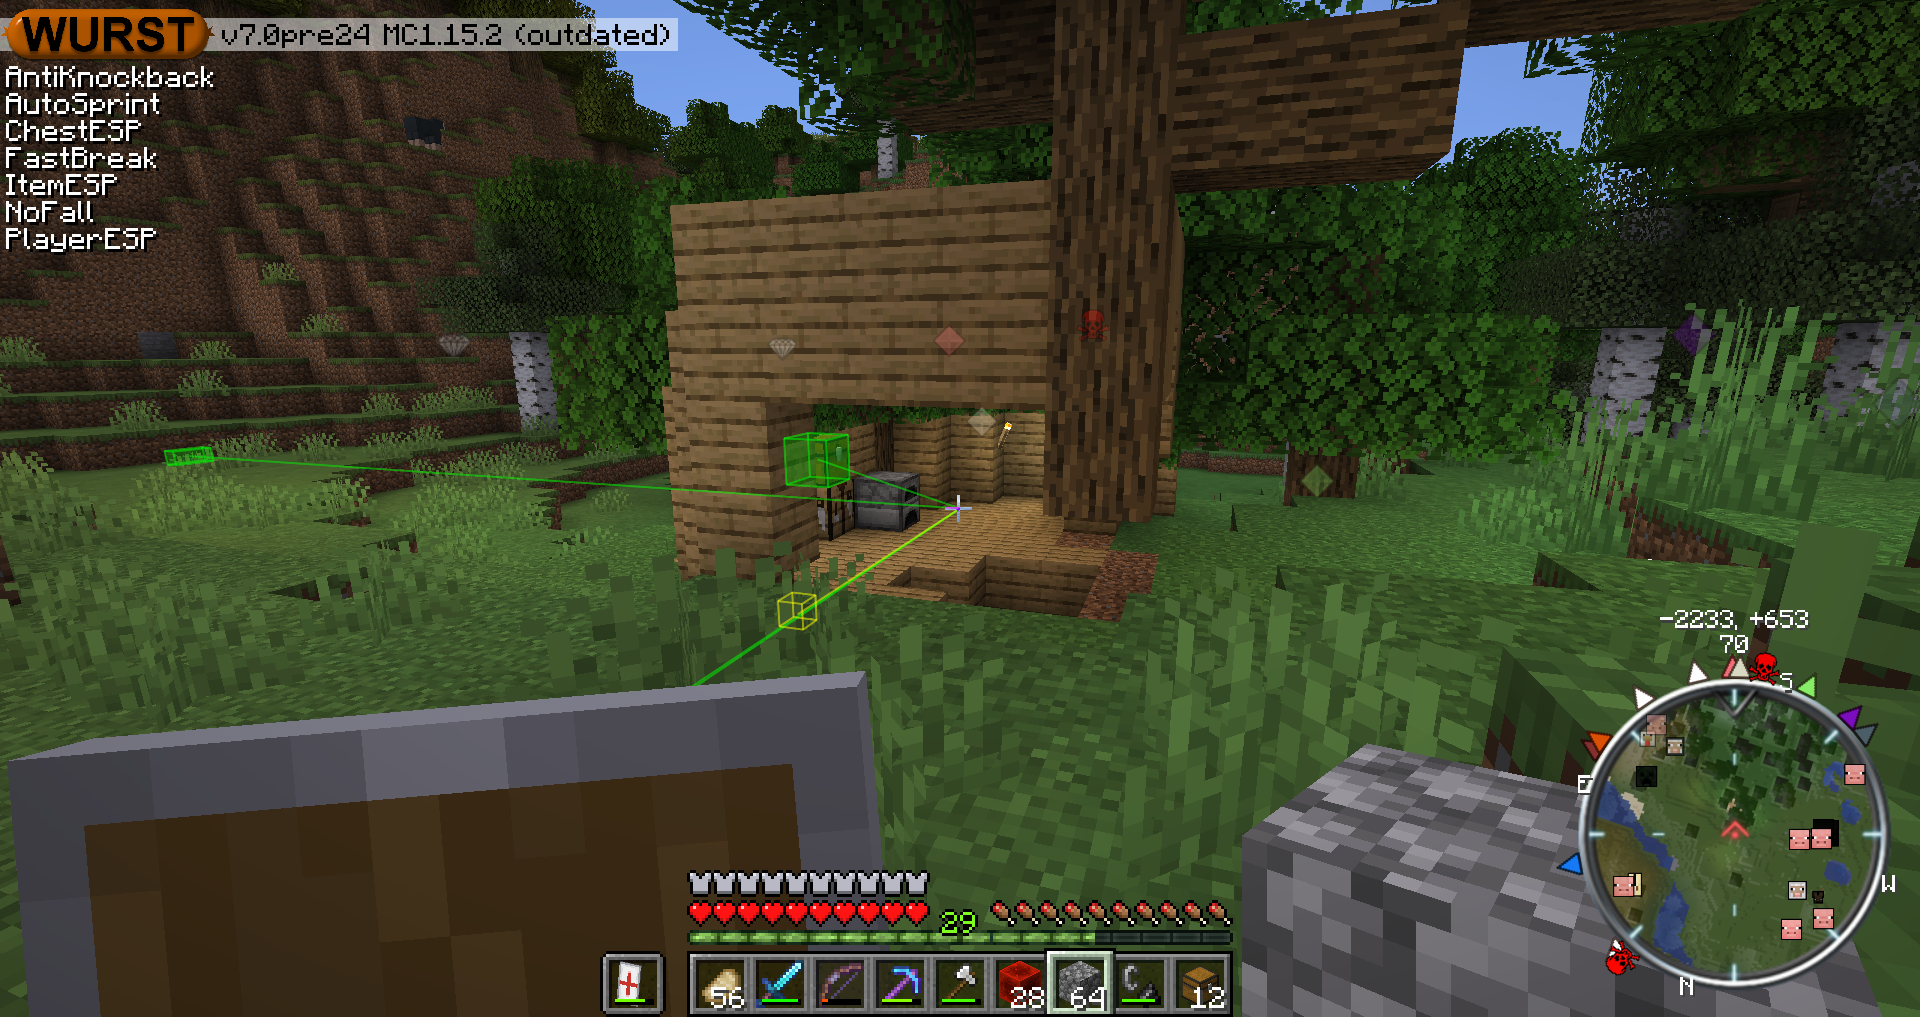 WURST v7.0pre24 MC1.15.2 (outdated)
AntiKnockback
AutoSprint
ChestESP
FastBreak
ItemESP
NoFall
PlayerESP
-2233, +653
70
S
E
W
N
29
56
28
64
12